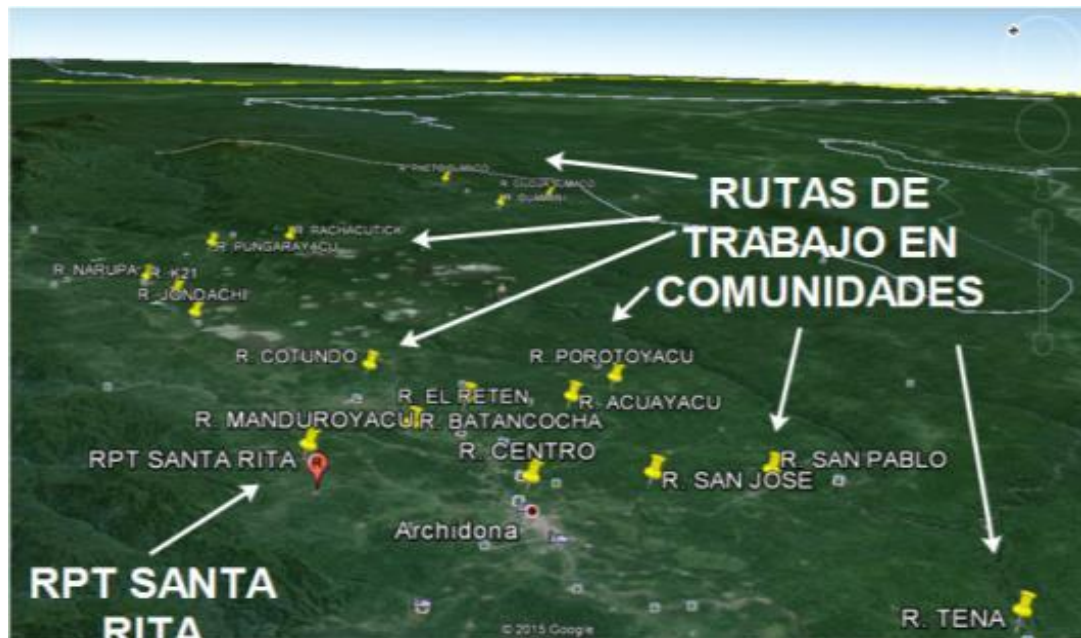 RUTAS DE
TRABAJO EN
COMUNIDADES
R. PACHACUTICK
R. PUNGARAYACU
R. NARUPA
R. K21
R. JONDACHI
R. COTUNDO
R. POROTOYACU
R. EL RETEN
R. ACUAYACU
R. MANDUROYACU
R. BATANCOCHA
R. CENTRO
RPT SANTA RITA
R. SAN PABLO
R. SAN JOSE
Archidona
RPT SANTA
RITA
R. TENA
© 2015 Google